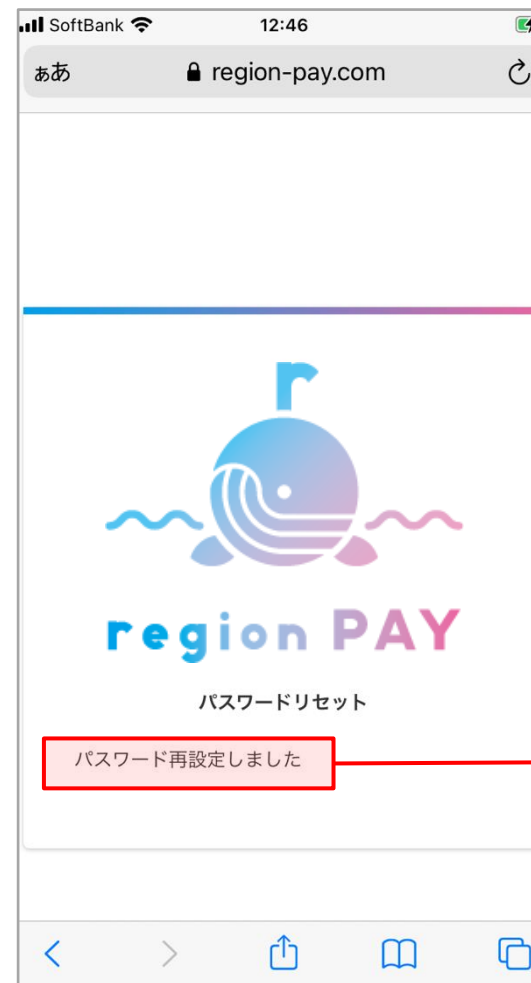 SoftBank 12:46
ぁあ region-pay.com
r
region PAY
パスワードリセット
パスワード再設定しました